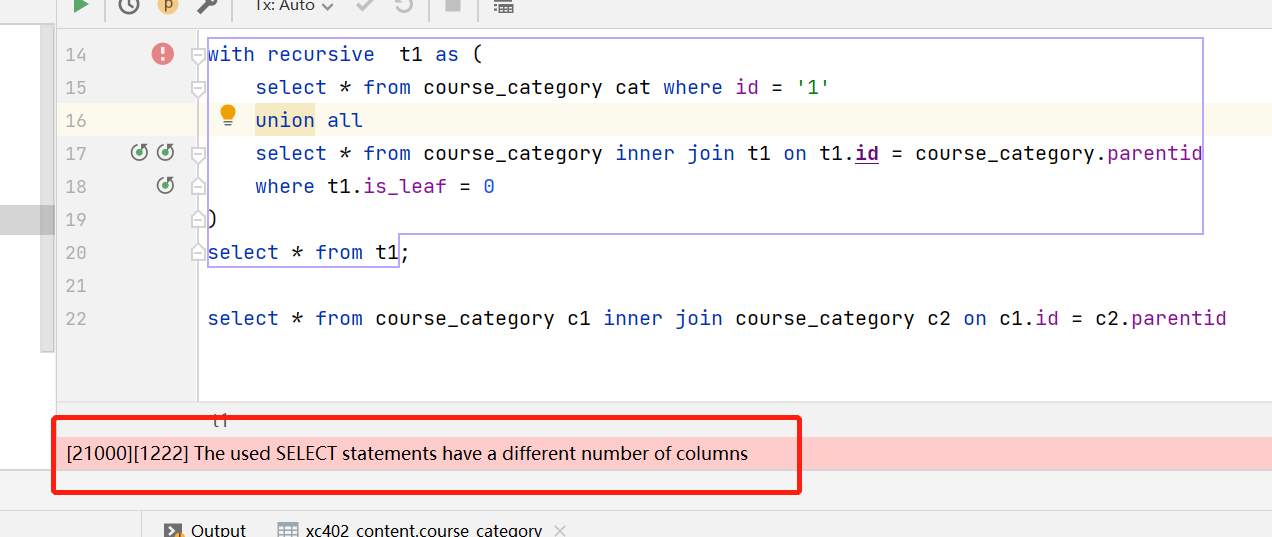 Tx: Auto
14 with recursive  t1 as (
15     select * from course_category cat where id = '1'
16     union all
17     select * from course_category inner join t1 on t1.id = course_category.parentid
18     where t1.is_leaf = 0
19 )
20 select * from t1;
21
22 select * from course_category c1 inner join course_category c2 on c1.id = c2.parentid
t1
[21000][1222] The used SELECT statements have a different number of columns
Output xc402_content.course_category